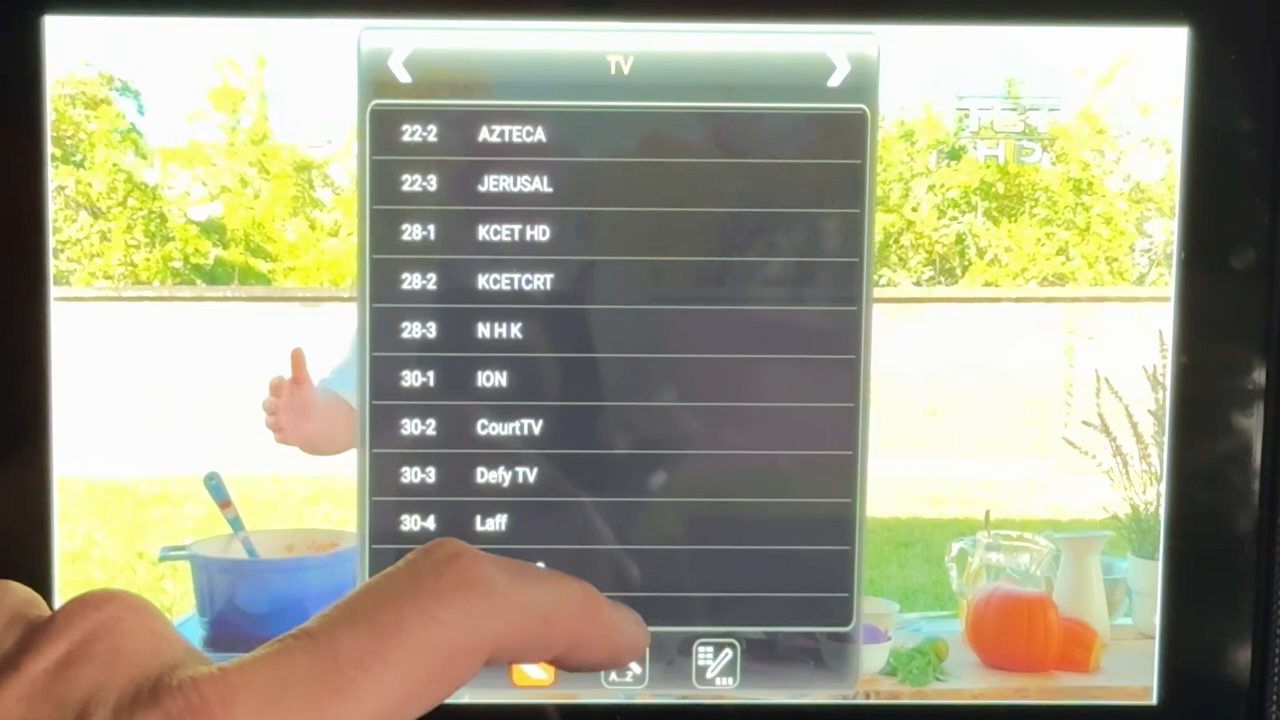 TV
22-2 AZTECA
22-3 JERUSAL
28-1 KCET HD
28-2 KCETCRT
28-3 N H K
30-1 ION
30-2 CourtTV
30-3 Defy TV
30-4 Laff
A..Z